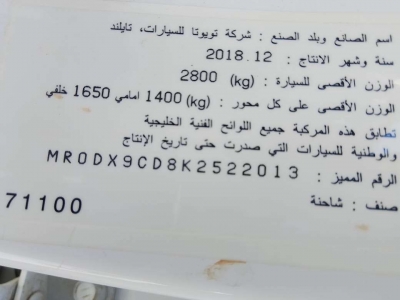 اسم الصانع وبلد الصنع : شركة تويوتا للسيارات، تايلند
سنة وشهر الانتاج : 2018.12
الوزن الأقصى للسيارة : (kg) 2800
الوزن الأقصى على كل محور : (kg) 1400 امامي 1650 خلفي
تطابق هذه المركبة جميع اللوائح الفنية الخليجية
والوطنية للسيارات التي صدرت حتى تاريخ الإنتاج
الرقم المميز : MR0DX9CD8K2522013
صنف : شاحنة
71100